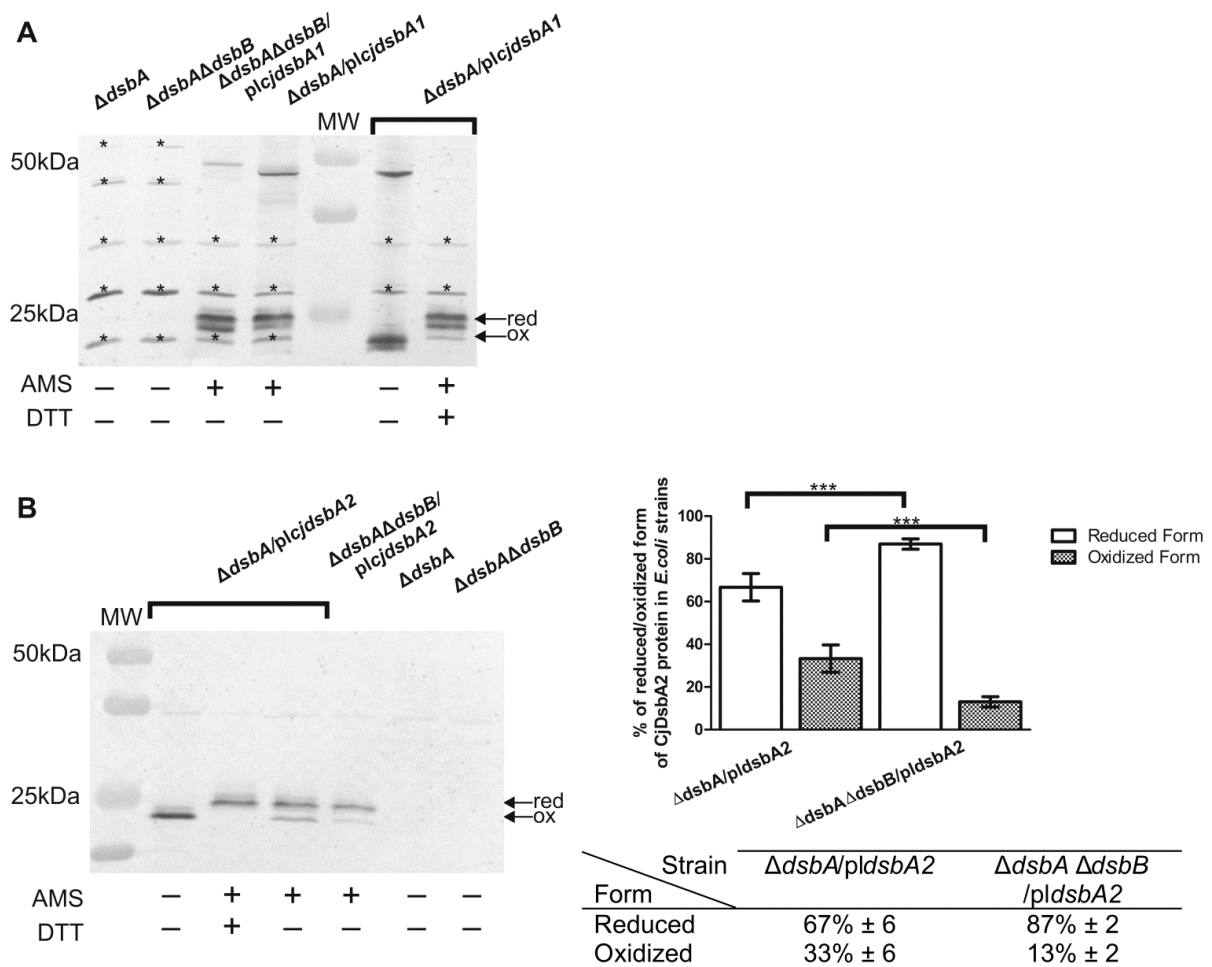 A
ΔdsbA
ΔdsbAΔdsbB
ΔdsbAΔdsbB/
plcjdsbA1
ΔdsbA/plcjdsbA1
MW
ΔdsbA/plcjdsbA1
50kDa
* *
* *
* * * * * *
* * * * * *
25kDa
red
ox
* * * *
AMS − − + + − +
DTT − − − − − +
B
MW
ΔdsbA/plcjdsbA2
ΔdsbAΔdsbB/
plcjdsbA2
ΔdsbA
ΔdsbAΔdsbB
50kDa
25kDa
red
ox
AMS − + + + − −
DTT − + − − − −
% of reduced/oxidized form
of CjDsbA2 protein in E.coli strains
100
80
60
40
20
0
***
***
Reduced Form
Oxidized Form
ΔdsbA/pldsbA2
ΔdsbAΔdsbB/pldsbA2
Strain
Form
ΔdsbA/pldsbA2
ΔdsbA ΔdsbB
/pldsbA2
Reduced 67% ± 6 87% ± 2
Oxidized 33% ± 6 13% ± 2